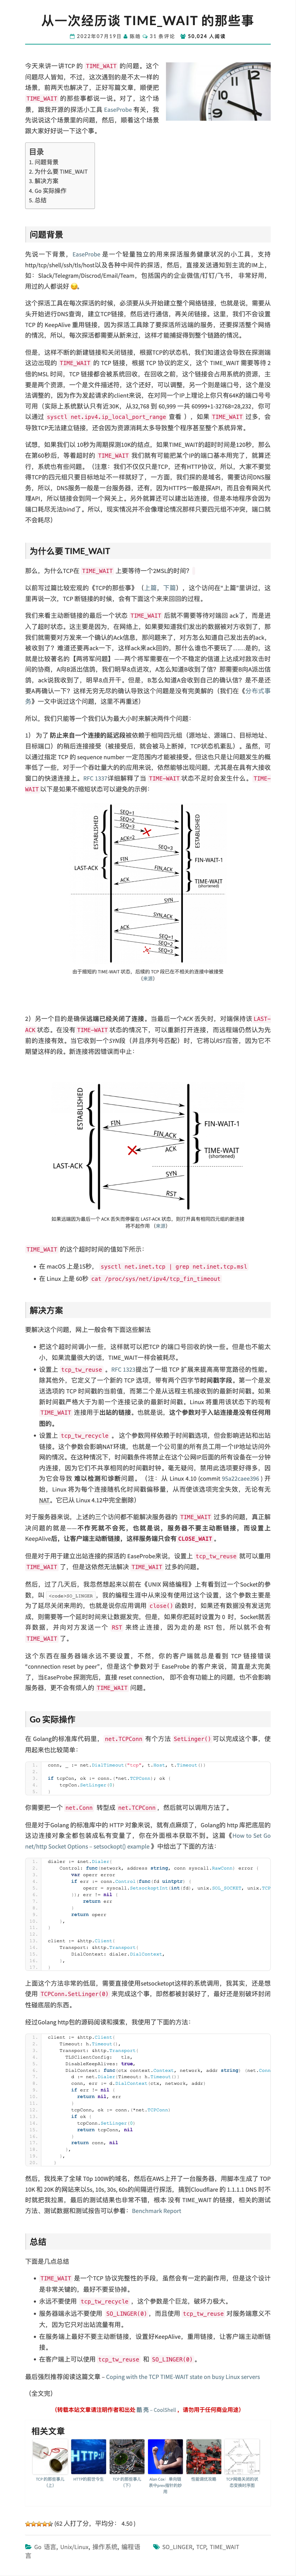 从一次经历谈 TIME_WAIT 的那些事
2022年07月19日 陈皓 31 条评论 50,024 人阅读
今天来讲一讲TCP 的 TIME_WAIT 的问题。这个
问题尽人皆知，不过，这次遇到的是不太一样的
场景，前两天也解决了，正好写篇文章，顺便把
TIME_WAIT 的那些事都说一说。对了，这个场
景，跟我开源的探活小工具 EaseProbe 有关，我
先说说这个场景里的问题，然后，顺着这个场景
跟大家好好说一下这个事。
目录
1. 问题背景
2. 为什么要 TIME_WAIT
3. 解决方案
4. Go 实际操作
5. 总结
问题背景
先说一下背景，EaseProbe 是一个轻量独立的用来探活服务健康状况的小工具，支持
http/tcp/shell/ssh/tls/host以及各种中间件的探活，然后，直接发送通知到主流的IM上，
如：Slack/Telegram/Discrod/Email/Team，包括国内的企业微信/钉钉/飞书， 非常好用，
用过的人都说好
这个探活工具在每次探活的时候，必须要从头开始建立整个网络链接，也就是说，需要从
头开始进行DNS查询，建立TCP链接，然后进行通信，再关闭链接。这里，我们不会设置
TCP 的 KeepAlive 重用链接，因为探活工具除了要探活远端的服务，还要探活整个网络
的情况，所以，每次探活都需要从新来过，这样才能捕捉得到整个链路的情况。
但是，这样不断的新建链接和关闭链接，根据TCP的状态机，我们知道这会导致在探测端
这边出现的 TIME_WAIT 的 TCP 链接，根据 TCP 协议的定义，这个 TIME_WAIT 需要等待 2
倍的MSL 时间，TCP 链接都会被系统回收，在回收之前，这个链接会占用系统的资源，主
要是两个资源，一个是文件描述符，这个还好，可以调整，另一个则是端口号，这个是没
法调整的，因为作为发起请求的client来说，在对同一个IP上理论上你只有64K的端口号号
可用（实际上系统默认只有近30K，从32,768 到 60,999 一共 60999+1-32768=28,232，你可
以通过 sysctl net.ipv4.ip_local_port_range 查看 ），如果 TIME_WAIT 过多，会
导致TCP无法建立链接，还会因为资源消耗太多导致整个程序甚至整个系统异常。
试想，如果我们以 10秒为周期探测10K的结点，如果TIME_WAIT的超时时间是120秒，那么
在第60秒后，等着超时的 TIME_WAIT 我们就有可能把某个IP的端口基本用完了，就算还
行，系统也些问题。（注意：我们不仅仅只是TCP，还有HTTP协议，所以，大家不要觉
得TCP的四元组只要目标地址不一样就好了，一方面，我们探的是域名，需要访问DNS服
务，所以，DNS服务一般是一台服务器，还有，因为HTTPS一般是探API，而且会有网关代
理API，所以链接会到同一个网关上，另外就算还可以建出站连接，但是本地程序会因为
端口耗尽无法bind了。所以，现实情况并不会像理论情况那样只要四元组不冲突，端口就
不会耗尽）
为什么要 TIME_WAIT
那么，为什么TCP在 TIME_WAIT 上要等待一个2MSL的时间？
以前写过篇比较宏观的《TCP的那些事》（上篇，下篇），这个访问在“上篇”里讲过，这
里再说一次，TCP 断链接的时候，会有下面这个来来回回的过程。
我们来看主动断链接的最后一个状态 TIME_WAIT 后就不需要等待对端回 ack了，而是进
入了超时状态。这主要是因为，在网络上，如果要知道我们发出的数据被对方收到了，那
我们就需要对方发来一个确认的Ack信息，那问题来了，对方怎么知道自己发出去的ack，
被收到了？难道还要再ack一下，这样ack来ack回的，那什么谁也不要玩了……是的，这
就是比较著名的【两将军问题】——两个将军需要在一个不稳定的信道上达成对敌攻击时
间的协商，A向B派出信鸽，我们明早8点进攻，A怎么知道B收到了信？那需要B向A派出信
鸽，ack说我收到了，明早8点开干。但是，B怎么知道A会收到自己的确认信？是不是还
要A再确认一下？这样无穷无尽的确认导致这个问题是没有完美解的（我们在《分布式事
务》一文中说过这个问题，这里不再重述）
所以，我们只能等一个我们认为最大小时来解决两件个问题：
1） 为了 防止来自一个连接的延迟段被依赖于相同四元组（源地址、源端口、目标地址、
目标端口）的稍后连接接受（被接受后，就会被马上断掉，TCP状态机紊乱）。虽然，可
以通过指定 TCP 的 sequence number 一定范围内才能被接受。但这也只是让问题发生的概
率低了一些，对于一个吞吐量大的的应用来说，依然能够出现问题，尤其是在具有大接收
窗口的快速连接上。RFC 1337详细解释了当 TIME-WAIT状态不足时会发生什么。TIME-
WAIT以下是如果不缩短状态可以避免的示例：
ESTABLISHED
ESTABLISHED
SEQ=1
SEQ=2
SEQ=3
ACK=2
SEQ=3
LAST-ACK
FIN
FIN,ACK
ACK
FIN-WAIT-1
TIME-WAIT
(shortened)
SYN
SYN,ACK
ACK
SEQ=1
SEQ=2
SEQ=3
由于缩短的 TIME-WAIT 状态，后续的 TCP 段已在不相关的连接中被接受
（来源）
2）另一个目的是确保远端已经关闭了连接。当最后一个ACK 丢失时，对端保持该 LAST-
ACK 状态。在没有 TIME-WAIT 状态的情况下，可以重新打开连接，而远程端仍然认为先
前的连接有效。当它收到一个SYN段（并且序列号匹配）时，它将以RST应答，因为它不
期望这样的段。新连接将因错误而中止：
ESTABLISHED
FIN
FIN,ACK
ACK
FIN-WAIT-1
LAST-ACK
TIME-WAIT
(shortened)
SYN
RST
如果远端因为最后一个 ACK 丢失而停留在 LAST-ACK 状态，则打开具有相同四元组的新连接
将不起作用 （来源）
TIME_WAIT 的这个超时时间的值如下所示：
在 macOS 上是15秒， sysctl net.inet.tcp | grep net.inet.tcp.msl
在 Linux 上是 60秒 cat /proc/sys/net/ipv4/tcp_fin_timeout
解决方案
要解决这个问题，网上一般会有下面这些解法
把这个超时间调小一些，这样就可以把TCP 的端口号回收的快一些。但是也不能太
小，如果流量很大的话，TIME_WAIT一样会被耗尽。
设置上 tcp_tw_reuse 。RFC 1323提出了一组 TCP 扩展来提高高带宽路径的性能。
除其他外，它定义了一个新的 TCP 选项，带有两个四字节时间戳字段。第一个是发
送选项的 TCP 时间戳的当前值，而第二个是从远程主机接收到的最新时间戳。如果
新时间戳严格大于为前一个连接记录的最新时间戳。Linux 将重用该状态下的现有
TIME_WAIT 连接用于出站的链接。也就是说，这个参数对于入站连接是没有任何用
图的。
设置上 tcp_tw_recycle 。 这个参数同样依赖于时间戳选项，但会影响进站和出站
链接。这个参数会影响NAT环境，也就是一个公司里的所有员工用一个IP地址访问外
网的情况。在这种情况下，时间戳条件将禁止在这个公网IP后面的所有设备在一分钟
内连接，因为它们不共享相同的时间戳时钟。毫无疑问，禁用此选项要好得多，因
为它会导致 难以检测和诊断问题。（注：从 Linux 4.10 (commit 95a22caee396 ) 开
始，Linux 将为每个连接随机化时间戳偏移量，从而使该选项完全失效，无论有无
NAT。它已从 Linux 4.12中完全删除）
对于服务器来说，上述的三个访问都不能解决服务器的 TIME_WAIT 过多的问题，真正解
决问题的就是——不作死就不会死，也就是说，服务器不要主动断链接，而设置上
KeepAlive后，让客户端主动断链接，这样服务端只会有 CLOSE_WAIT 。
但是对于用于建立出站连接的探活的 EaseProbe来说，设置上 tcp_tw_reuse 就可以重用
TIME_WAIT 了，但是这依然无法解决 TIME_WAIT 过多的问题。
然后，过了几天后，我忽然想起来以前在《UNIX 网络编程》上有看到过一个Socket的参
数，叫 <code>SO_LINGER ，我的编程生涯中从来没有使用过这个设置，这个参数主要是
为了延尽关闭来用的，也就是说你应用调用 close()函数时，如果还有数据没有发送完
成，则需要等一个延时时间来让数据发完，但是，如果你把延时设置为 0 时，Socket就丢
弃数据，并向对方发送一个 RST 来终止连接，因为走的是 RST 包，所以就不会有
TIME_WAIT 了。
这个东西在服务器端永远不要设置，不然，你的客户端就总是看到 TCP 链接错误
“connnection reset by peer”，但是这个参数对于 EaseProbe 的客户来说，简直是太完美
了，当EaseProbe 探测完后，直接 reset connection， 即不会有功能上的问题，也不会影响
服务器，更不会有烦人的 TIME_WAIT 问题。
Go 实际操作
在 Golang的标准库代码里， net.TCPConn 有个方法 SetLinger()可以完成这个事，使
用起来也比较简单：
conn, _ := net.DialTimeout("tcp", t.Host, t.Timeout())
if tcpCon, ok := conn.(*net.TCPConn); ok {
tcpCon.SetLinger(0)
}
你需要把一个 net.Conn 转型成 net.TCPConn，然后就可以调用方法了。
但是对于Golang 的标准库中的 HTTP 对象来说，就有点麻烦了，Golang的 http 库把底层的
这边连接对象全都包装成私有变量了，你在外面根本获取不到。这篇《How to Set Go
net/http Socket Options – setsockopt() example 》中给出了下面的方法：
dialer := &net.Dialer{
Control: func(network, address string, conn syscall.RawConn) error {
var operr error
if err := conn.Control(func(fd uintptr) {
operr = syscall.SetsockoptInt(int(fd), unix.SOL_SOCKET, unix.TCP
}); err != nil {
return err
}
return operr
},
}
client := &http.Client{
Transport: &http.Transport{
DialContext: dialer.DialContext,
},
}
上面这个方法非常的低层，需要直接使用setsocketopt这样的系统调用，我其实，还是想
使用 TCPConn.SetLinger(0) 来完成这个事，即然都被封装好了，最好还是别破坏封闭
性碰底层的东西。
经过Golang http包的源码阅读和摸索，我使用了下面的方法：
client := &http.Client{
Timeout: h.Timeout(),
Transport: &http.Transport{
TLSClientConfig: tls,
DisableKeepAlives: true,
DialContext: func(ctx context.Context, network, addr string) (net.Conn
d := net.Dialer{Timeout: h.Timeout()}
conn, err := d.DialContext(ctx, network, addr)
if err != nil {
return nil, err
}
tcpConn, ok := conn.(*net.TCPConn)
if ok {
tcpConn.SetLinger(0)
return tcpConn, nil
}
return conn, nil
},
},
}
然后，我找来了全球 T0p 100W的域名，然后在AWS上开了一台服务器，用脚本生成了 TOP
10K 和 20K 的网站来以5s, 10s, 30s, 60s的间隔进行探活，搞到Cloudflare 的 1.1.1.1 DNS 时不
时就把我拉黑，最后的测试结果也非常不错，根本 没有 TIME_WAIT 的链接，相关的测试
方法、测试数据和测试报告可以参看：Benchmark Report
总结
下面是几点总结
TIME_WAIT 是一个TCP 协议完整性的手段，虽然会有一定的副作用，但是这个设计
是非常关键的，最好不要妥协掉。
永远不要使用 tcp_tw_recycle ，这个参数是个巨龙，破坏力极大。
服务器端永远不要使用 SO_LINGER(0)，而且使用 tcp_tw_reuse 对服务端意义不
大，因为它只对出站流量有用。
在服务端上最好不要主动断链接，设置好KeepAlive，重用链接，让客户端主动断链
接。
在客户端上可以使用 tcp_tw_reuse 和 SO_LINGER(0)。
最后强烈推荐阅读这篇文章 – Coping with the TCP TIME-WAIT state on busy Linux servers
（全文完）
（转载本站文章请注明作者和出处 酷 壳 – CoolShell ，请勿用于任何商业用途）
相关文章
TCP的那些事儿（上）
HTTP的前世今生
TCP 的那些事儿（下）
性能调优攻略
TCP网络关闭的状态变换时序图
(62 人打了分，平均分： 4.50 )
Go 语言, Unix/Linux, 操作系统, 编程语言
SO_LINGER, TCP, TIME_WAIT